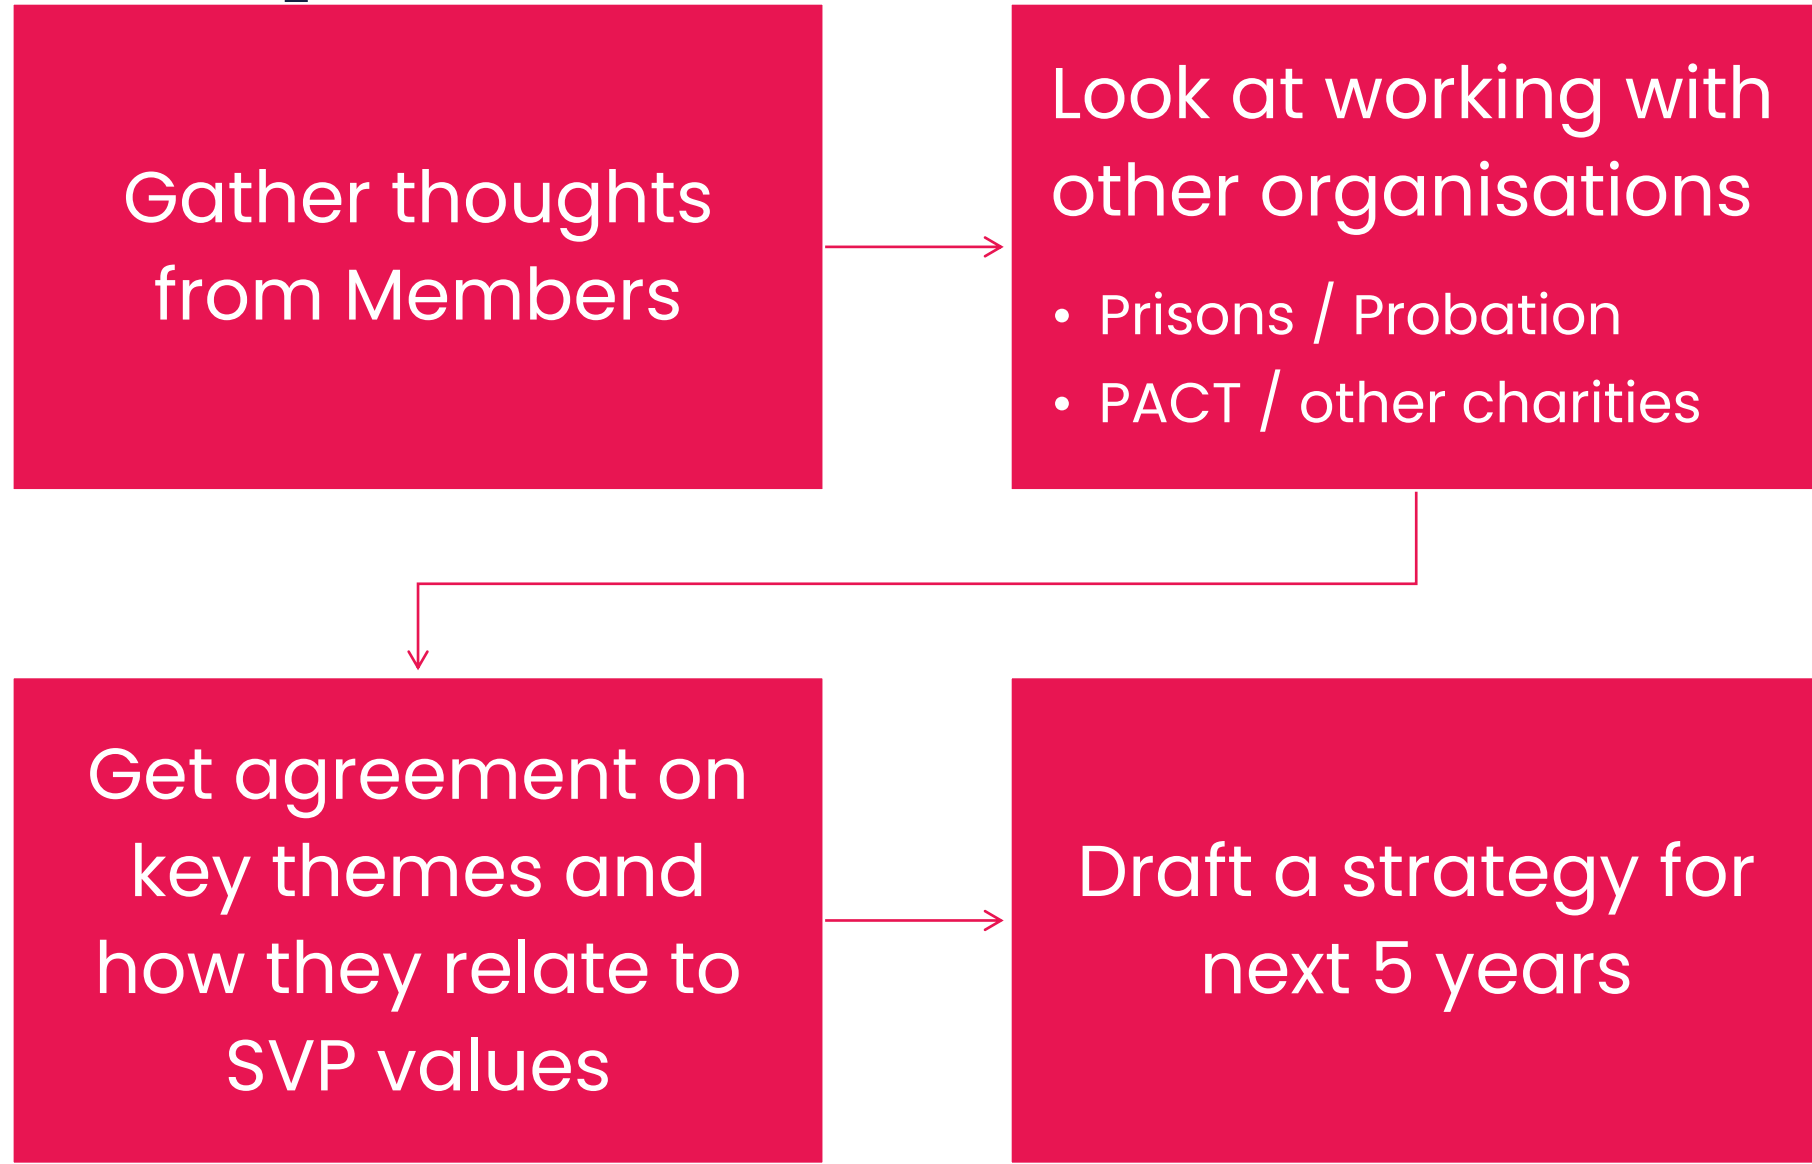 Gather thoughts
from Members
Look at working with
other organisations
• Prisons / Probation
• PACT / other charities
Get agreement on
key themes and
how they relate to
SVP values
Draft a strategy for
next 5 years